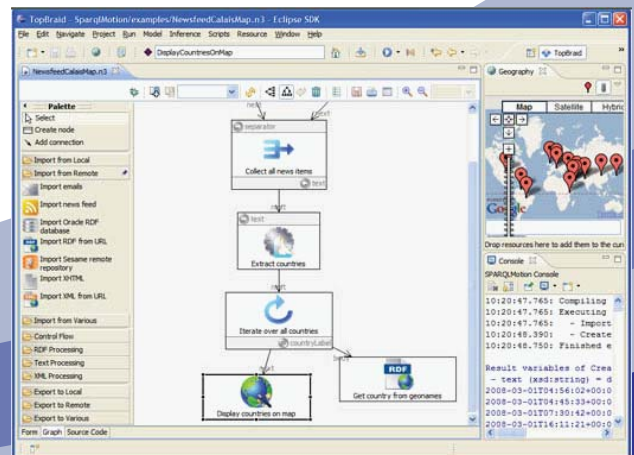 TopBraid - SparqlMotion/examples/NewsfeedCalaisMap.n3 - Eclipse SDK
File Edit Navigate Project Run Model Inference Scripts Resource Window Help
DisplayCountriesOnMap
TopBraid
NewsfeedCalaisMap.n3
Palette
Select
Create node
Add connection
Import from Local
Import from Remote
Import emails
Import news feed
Import Oracle RDF database
Import RDF from URL
Import Sesame remote repository
Import XHTML
Import XML from URL
Import from Various
Control Flow
RDF Processing
Text Processing
XML Processing
Export to Local
Export to Remote
Export to Various
Form Graph Source Code
next
next
separator
Collect all news items
text
next
text
Extract countries
next
Iterate over all countries
countryLabel
next
Display countries on map
RDF
Get country from geonames
Geography
Map Satellite Hybric
Google
Drop resources here to add them to the cur
Console
SPARQLMotion Console
10:20:47.765: Compiling
10:20:47.765: Executing
10:20:47.765: - Import
10:20:48.390: - Create
10:20:48.750: Finished e
Result variables of Crea
- text (xsd:string) = d
2008-03-01T04:56:02+00:0
2008-03-01T04:45:33+00:0
2008-03-01T07:30:42+00:0
2008-03-01T16:11:21+00:0